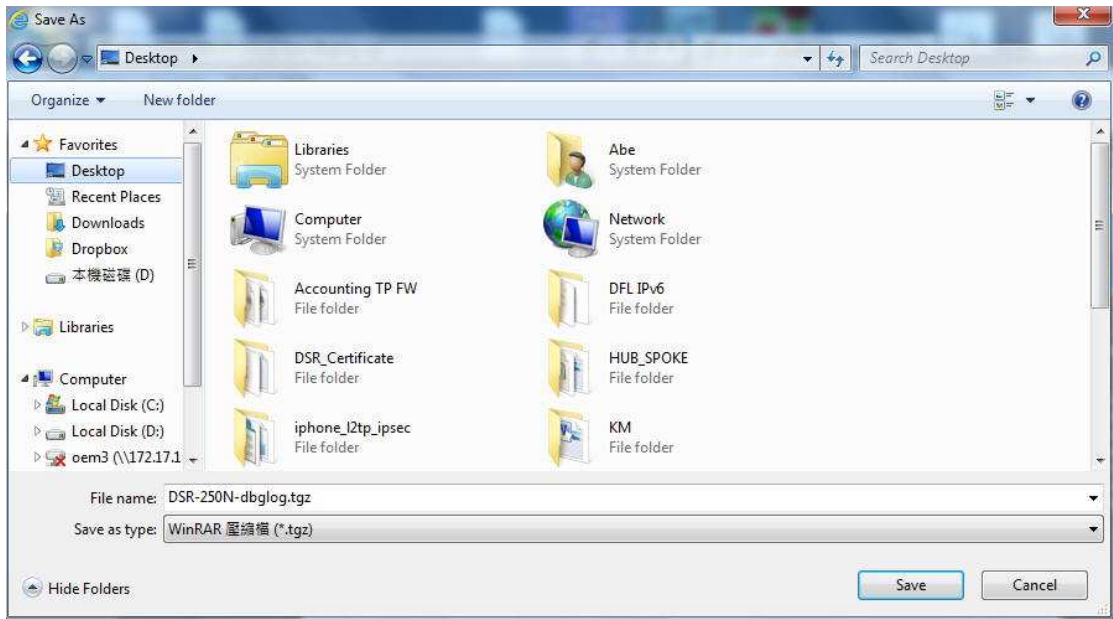 Save As
Desktop
Search Desktop
Organize
New folder
Favorites
Desktop
Recent Places
Downloads
Dropbox
本機磁碟 (D)
Libraries
Computer
Local Disk (C:)
Local Disk (D:)
oem3 (\\172.17.1
Libraries
System Folder
Abe
System Folder
Computer
System Folder
Network
System Folder
Accounting TP FW
File folder
DFL IPv6
File folder
DSR_Certificate
File folder
HUB_SPOKE
File folder
iphone_l2tp_ipsec
File folder
KM
File folder
File name: DSR-250N-dbglog.tgz
Save as type: WinRAR 壓縮檔 (*.tgz)
Hide Folders
Save
Cancel